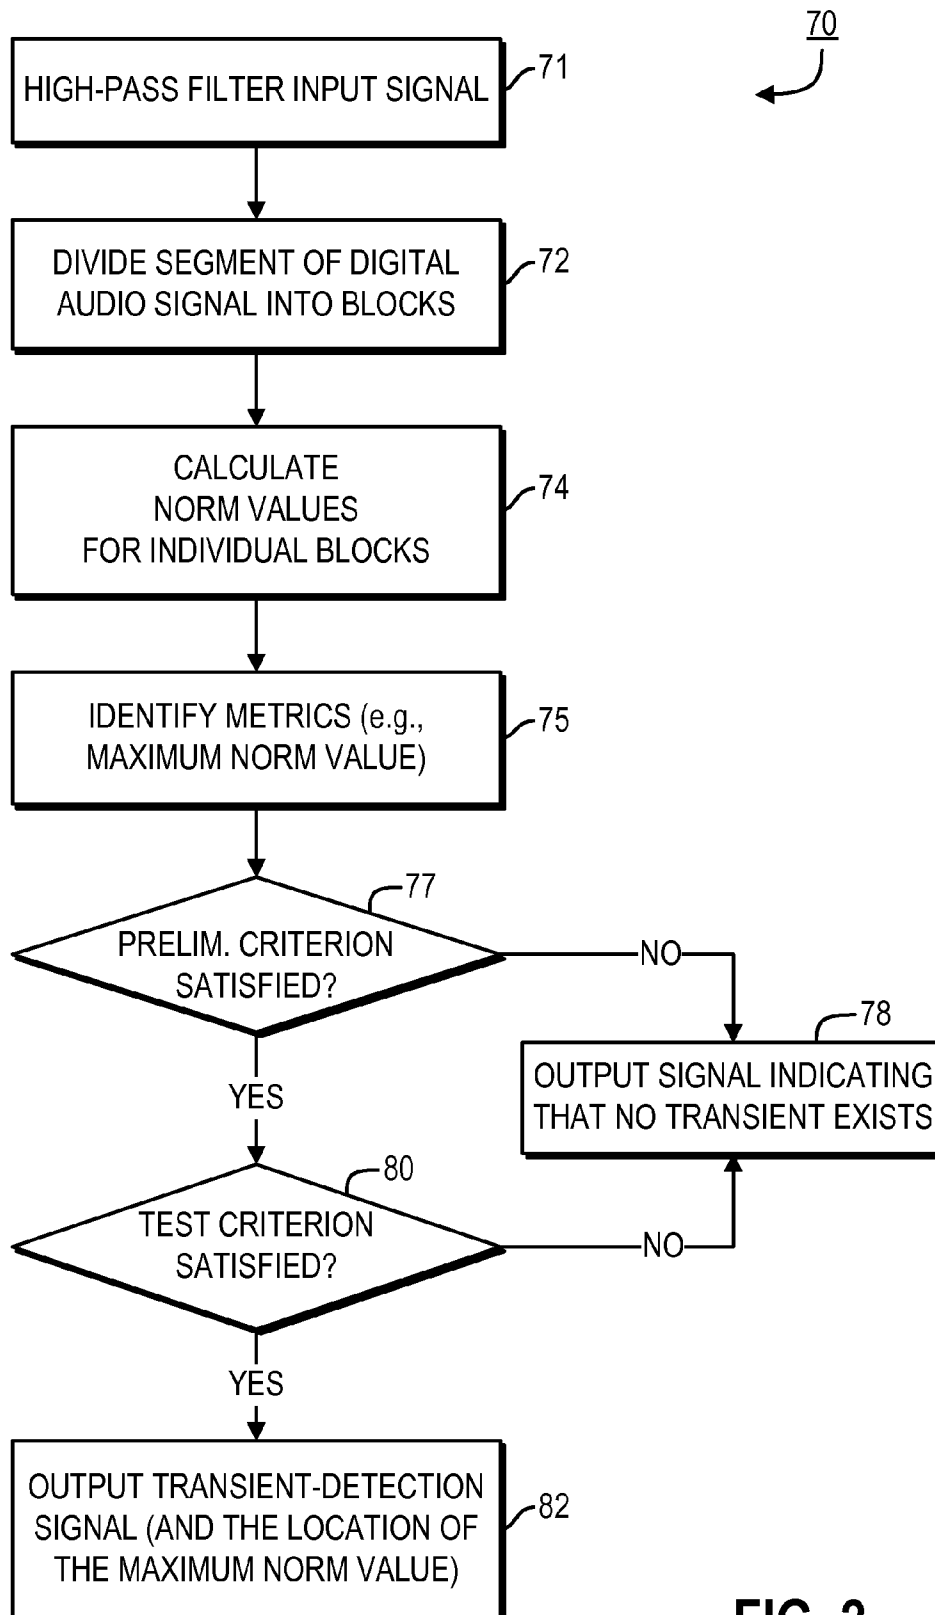 70
HIGH-PASS FILTER INPUT SIGNAL
71
DIVIDE SEGMENT OF DIGITAL
AUDIO SIGNAL INTO BLOCKS
72
CALCULATE
NORM VALUES
FOR INDIVIDUAL BLOCKS
74
IDENTIFY METRICS (e.g.,
MAXIMUM NORM VALUE)
75
PRELIM. CRITERION
SATISFIED?
77
NO
78
OUTPUT SIGNAL INDICATING
THAT NO TRANSIENT EXISTS
YES
80
TEST CRITERION
SATISFIED?
NO
YES
OUTPUT TRANSIENT-DETECTION
SIGNAL (AND THE LOCATION OF
THE MAXIMUM NORM VALUE)
82
FIG.